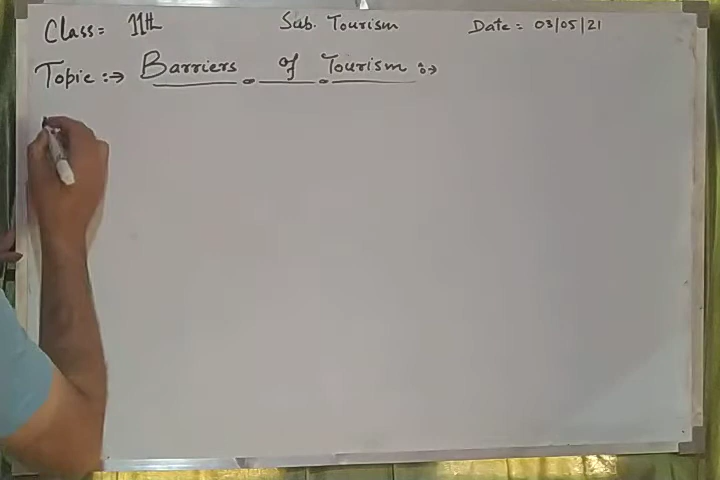 Class= 11th Sub. Tourism Date= 03/05/21
Topic :→ Barriers of Tourism :→